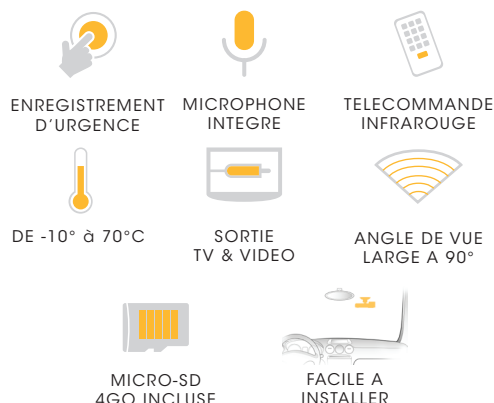 ENREGISTREMENT
D'URGENCE
MICROPHONE
INTEGRE
TELECOMMANDE
INFRAROUGE
DE -10° à 70°C
SORTIE
TV & VIDEO
ANGLE DE VUE
LARGE A 90°
MICRO-SD
4GO INCLUSE
FACILE A
INSTALLER